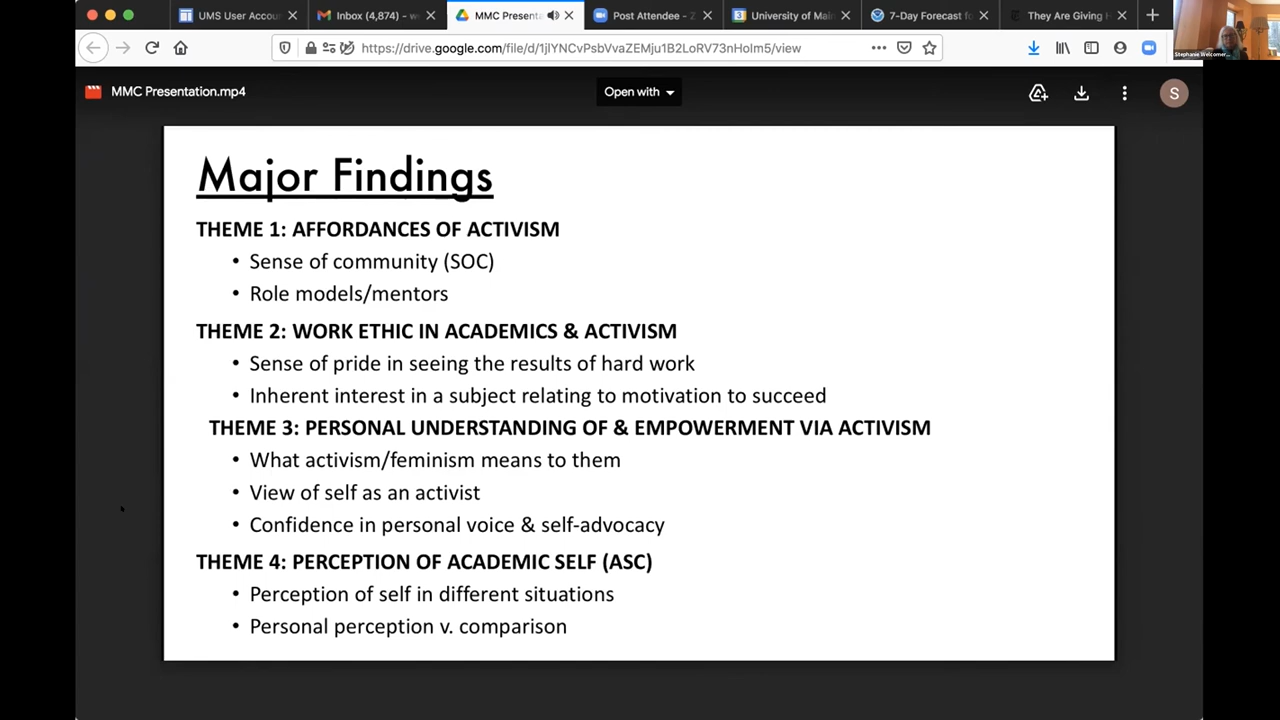 UMS User Accou
Inbox (4,874) - w
MMC Presenta
Post Attendee - Z
University of Mai
7-Day Forecast fo
They Are Giving H
https://drive.google.com/file/d/1jIYNCvPsbVvaZEMju1B2LoRV73nHolm5/view
Stephanie Welcomer...
MMC Presentation.mp4
Open with
S
Major Findings
THEME 1: AFFORDANCES OF ACTIVISM
• Sense of community (SOC)
• Role models/mentors
THEME 2: WORK ETHIC IN ACADEMICS & ACTIVISM
• Sense of pride in seeing the results of hard work
• Inherent interest in a subject relating to motivation to succeed
THEME 3: PERSONAL UNDERSTANDING OF & EMPOWERMENT VIA ACTIVISM
• What activism/feminism means to them
• View of self as an activist
• Confidence in personal voice & self-advocacy
THEME 4: PERCEPTION OF ACADEMIC SELF (ASC)
• Perception of self in different situations
• Personal perception v. comparison